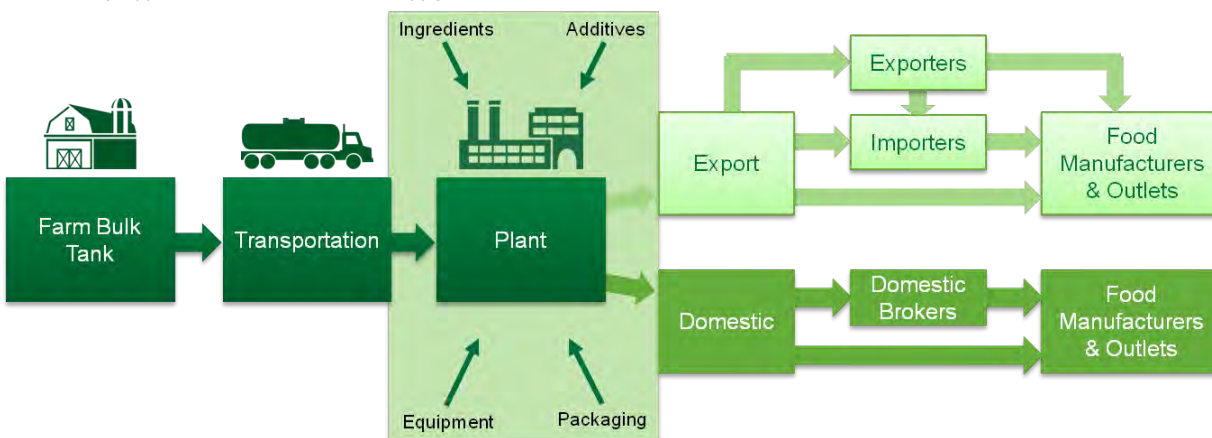 Ingredients
Additives
Farm Bulk
Tank
Transportation
Plant
Equipment
Packaging
Export
Exporters
Importers
Food
Manufacturers
& Outlets
Domestic
Domestic
Brokers
Food
Manufacturers
& Outlets